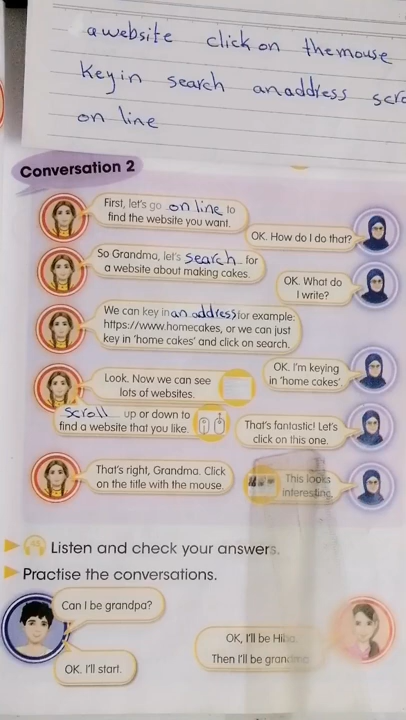 a website click on the mouse
key in search an address scro
on line
Conversation 2
First, let's go on line to
find the website you want.
OK. How do I do that?
So Grandma, let's search for
a website about making cakes.
OK. What do
I write?
We can key in an address for example:
https://www.homecakes, or we can just
key in 'home cakes' and click on search.
OK. I'm keying
in 'home cakes'.
Look. Now we can see
lots of websites.
scroll up or down to
find a website that you like.
That's fantastic! Let's
click on this one.
That's right, Grandma. Click
on the title with the mouse.
This looks
interesting.
Listen and check your answers.
Practise the conversations.
Can I be grandpa?
OK, I'll be Hiba.
Then I'll be grandma.
OK. I'll start.